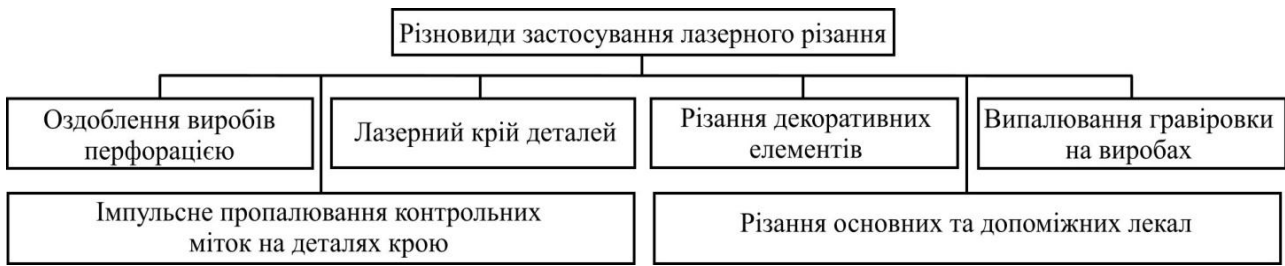 Різновиди застосування лазерного різання
Оздоблення виробів
перфорацією
Лазерний крій деталей
Різання декоративних
елементів
Випалювання гравіровки
на виробах
Імпульсне пропалювання контрольних
міток на деталях крою
Різання основних та допоміжних лекал